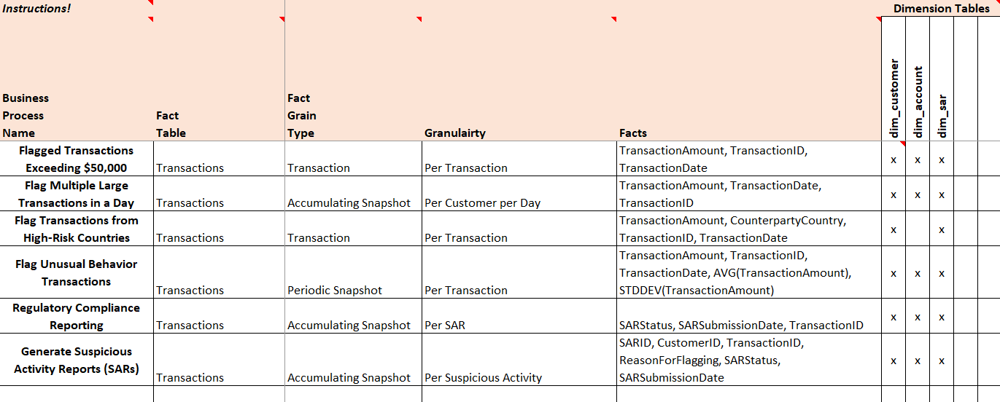 Instructions!
Dimension Tables
Business
Process
Name
Fact
Table
Fact
Grain
Type
Granulairty
Facts
dim_customer
dim_account
dim_sar
Flagged Transactions
Exceeding $50,000
Transactions
Transaction
Per Transaction
TransactionAmount, TransactionID,
TransactionDate
x
x
x
Flag Multiple Large
Transactions in a Day
Transactions
Accumulating Snapshot
Per Customer per Day
TransactionAmount, TransactionDate,
TransactionID
x
x
x
Flag Transactions from
High-Risk Countries
Transactions
Transaction
Per Transaction
TransactionAmount, CounterpartyCountry,
TransactionID, TransactionDate
x
x
Flag Unusual Behavior
Transactions
Transactions
Periodic Snapshot
Per Transaction
TransactionAmount, TransactionID,
TransactionDate, AVG(TransactionAmount),
STDDEV(TransactionAmount)
x
x
x
Regulatory Compliance
Reporting
Transactions
Accumulating Snapshot
Per SAR
SARStatus, SARSubmissionDate, TransactionID
x
x
x
Generate Suspicious
Activity Reports (SARs)
Transactions
Accumulating Snapshot
Per Suspicious Activity
SARID, CustomerID, TransactionID,
ReasonForFlagging, SARStatus,
SARSubmissionDate
x
x
x